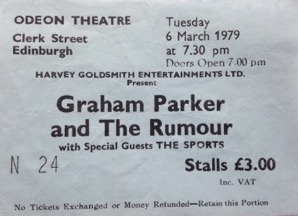 ODEON THEATRE
Clerk Street
Edinburgh
Tuesday
6 March 1979
at 7.30 pm
Doors Open 7.00 pm
HARVEY GOLDSMITH ENTERTAINMENTS LTD.
Present
Graham Parker
and The Rumour
with Special Guests THE SPORTS
N 24
Stalls £3.00
Inc. VAT
No Tickets Exchanged or Money Refunded—Retain this Portion